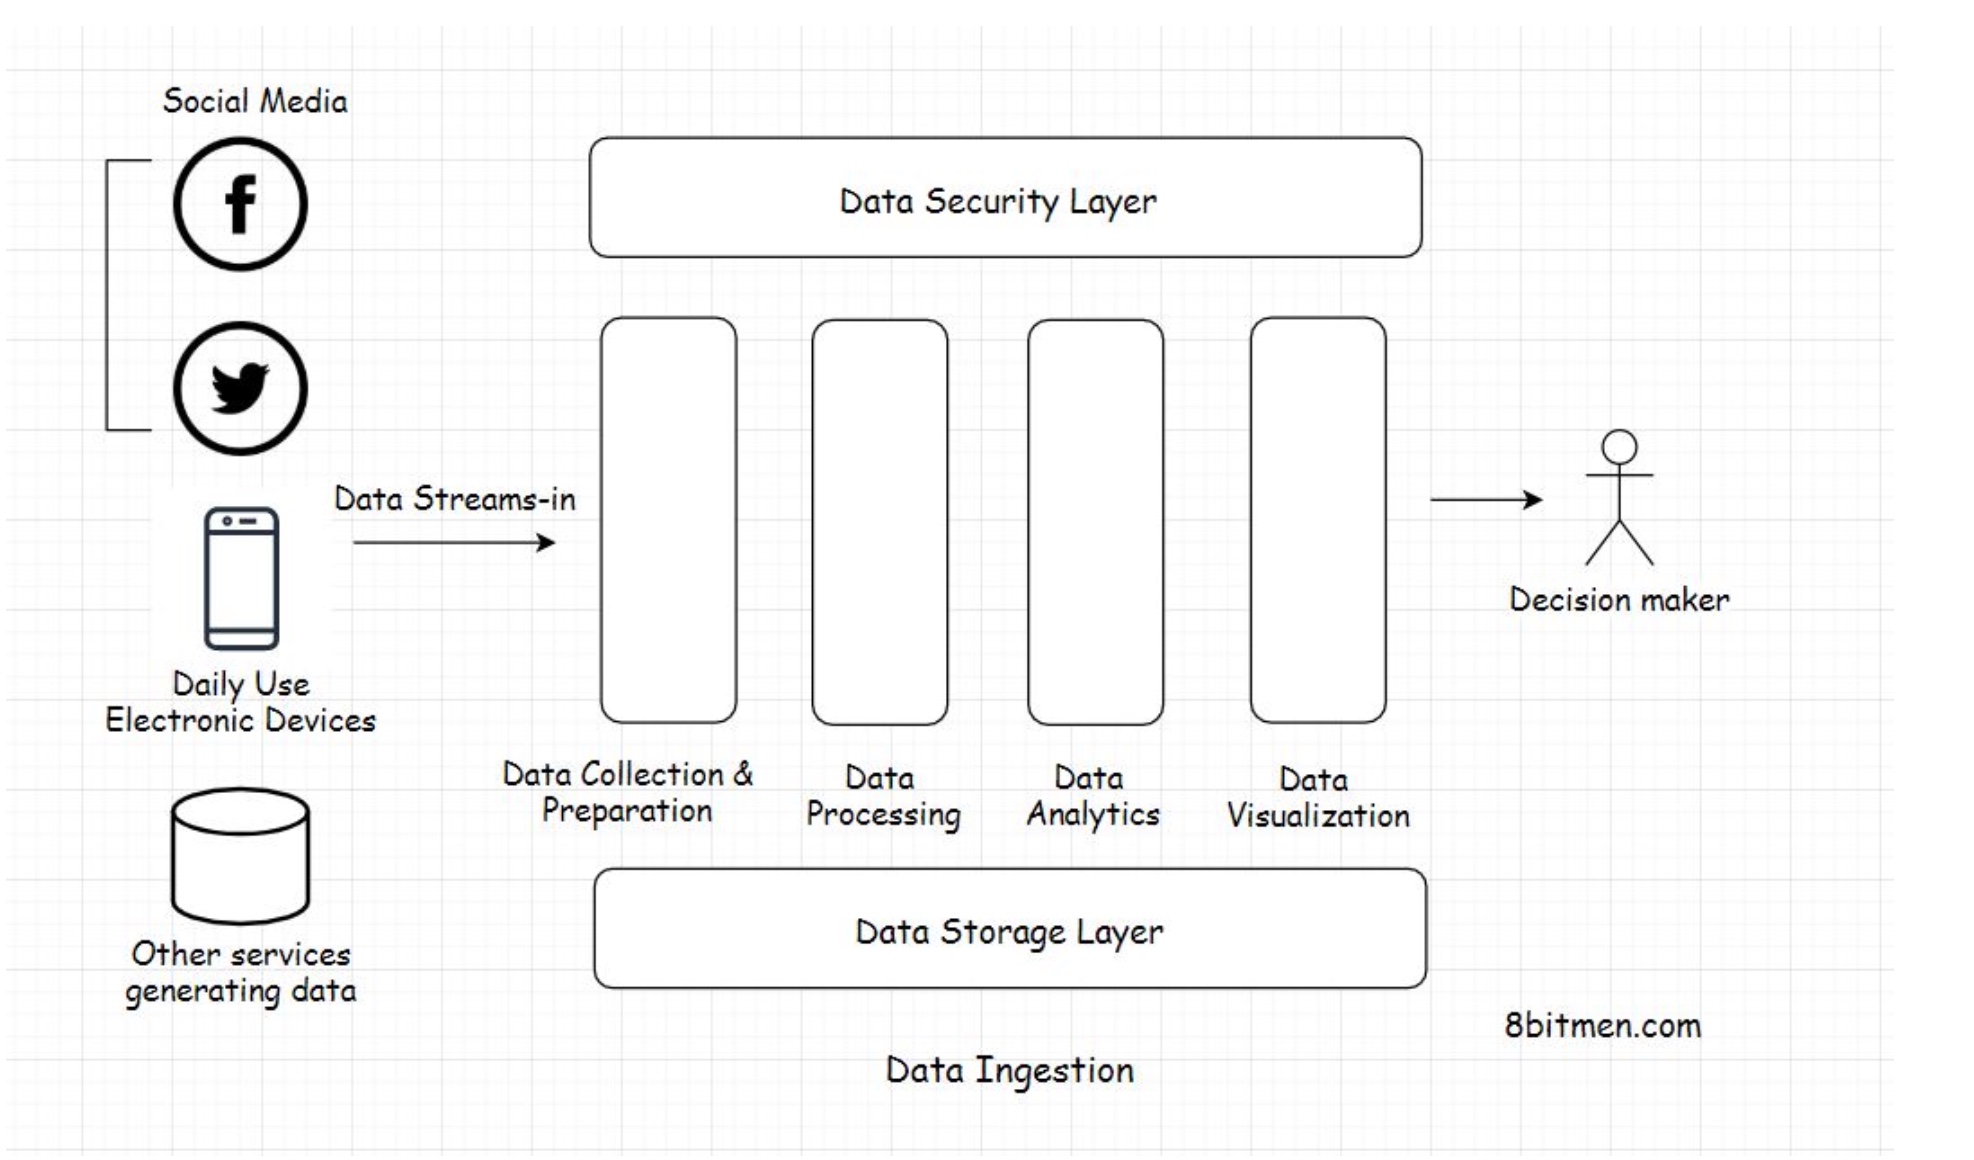 Social Media
Data Security Layer
Data Streams-in
Daily Use
Electronic Devices
Decision maker
Data Collection &
Preparation
Data
Processing
Data
Analytics
Data
Visualization
Other services
generating data
Data Storage Layer
8bitmen.com
Data Ingestion